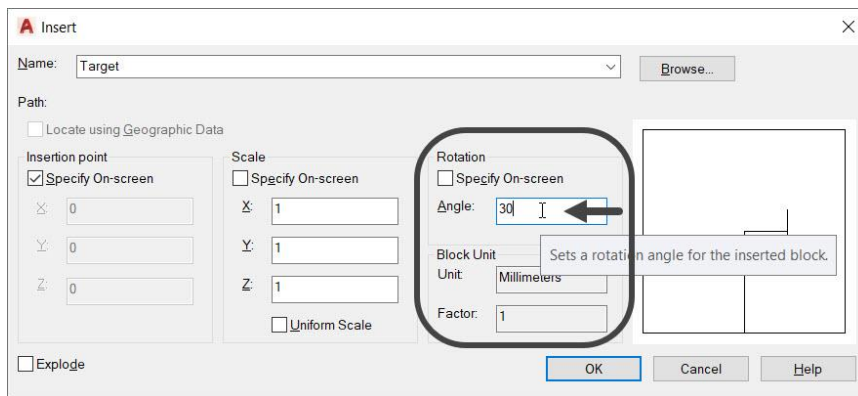 Insert
Name: Target Browse...
Path:
Locate using Geographic Data
Insertion point Scale Rotation
Specify On-screen Specify On-screen Specify On-screen
X: 0 X: 1 Angle: 30
Y: 0 Y: 1 Block Unit
Sets a rotation angle for the inserted block.
Z: 0 Z: 1 Unit: Millimeters
Uniform Scale Factor: 1
Explode OK Cancel Help